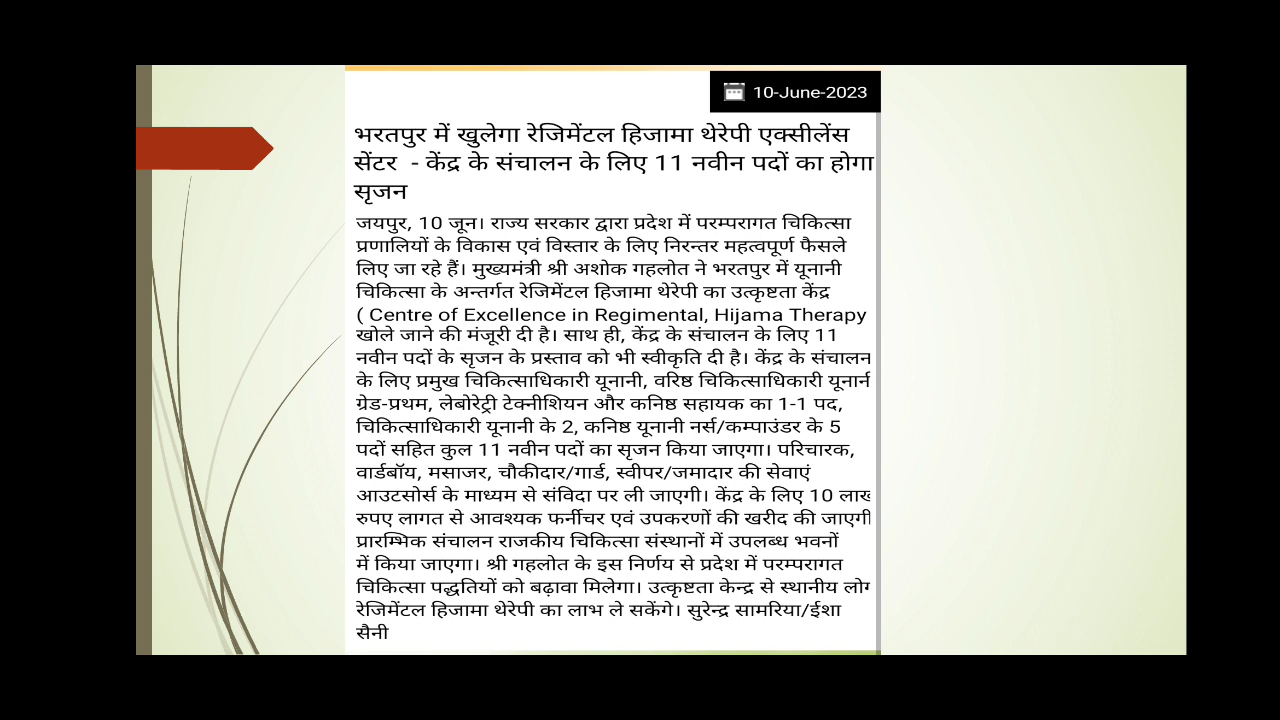 10-June-2023
भरतपुर में खुलेगा रेजिमेंटल हिजामा थेरेपी एक्सीलेंस
सेंटर - केंद्र के संचालन के लिए 11 नवीन पदों का होगा
सृजन
जयपुर, 10 जून। राज्य सरकार द्वारा प्रदेश में परम्परागत चिकित्सा
प्रणालियों के विकास एवं विस्तार के लिए निरन्तर महत्वपूर्ण फैसले
लिए जा रहे हैं। मुख्यमंत्री श्री अशोक गहलोत ने भरतपुर में यूनानी
चिकित्सा के अन्तर्गत रेजिमेंटल हिजामा थेरेपी का उत्कृष्टता केंद्र
( Centre of Excellence in Regimental, Hijama Therapy
खोले जाने की मंजूरी दी है। साथ ही, केंद्र के संचालन के लिए 11
नवीन पदों के सृजन के प्रस्ताव को भी स्वीकृति दी है। केंद्र के संचालन
के लिए प्रमुख चिकित्साधिकारी यूनानी, वरिष्ठ चिकित्साधिकारी
ग्रेड-प्रथम, लेबोरेट्री टेक्नीशियन और कनिष्ठ सहायक का 1-1 पद,
चिकित्साधिकारी यूनानी के 2, कनिष्ठ यूनानी नर्स/कम्पाउंडर के 5
पदों सहित कुल 11 नवीन पदों का सृजन किया जाएगा। परिचारक,
वार्डबॉय, मसाजर, चौकीदार/गार्ड, स्वीपर/जमादार की सेवाएं
आउटसोर्स के माध्यम से संविदा पर ली जाएगी। केंद्र के लिए 10
रुपए लागत से आवश्यक फर्नीचर एवं उपकरणों की खरीद की जाएगी
प्रारम्भिक संचालन राजकीय चिकित्सा संस्थानों में उपलब्ध भवनों
में किया जाएगा। श्री गहलोत के इस निर्णय से प्रदेश में परम्परागत
चिकित्सा पद्धतियों को बढ़ावा मिलेगा। उत्कृष्टता केन्द्र से स्थानीय
रेजिमेंटल हिजामा थेरेपी का लाभ ले सकेंगे। सुरेन्द्र सामरिया/ईशा
सैनी